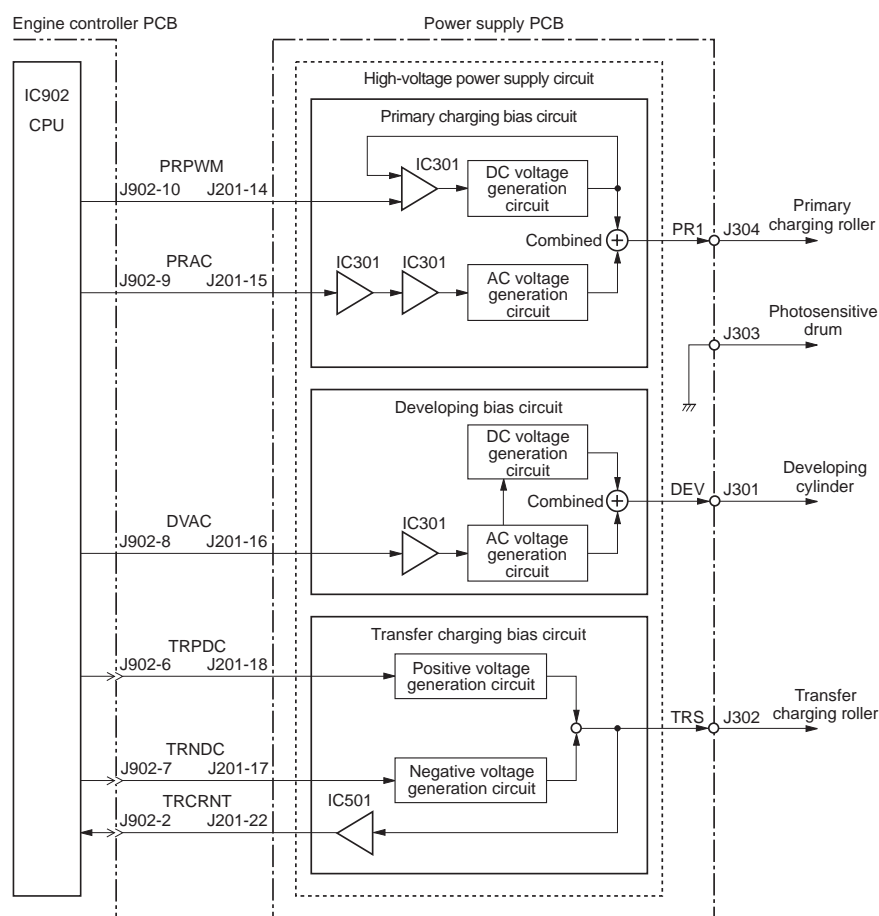 Engine controller PCB
Power supply PCB
IC902
CPU
High-voltage power supply circuit
Primary charging bias circuit
PRPWM
J902-10
J201-14
IC301
DC voltage
generation
circuit
Combined
PR1
J304
Primary
charging roller
PRAC
J902-9
J201-15
IC301
IC301
AC voltage
generation
circuit
Photosensitive
drum
J303
Developing bias circuit
DC voltage
generation
circuit
Combined
DEV
J301
Developing
cylinder
DVAC
J902-8
J201-16
IC301
AC voltage
generation
circuit
Transfer charging bias circuit
TRPDC
J902-6
J201-18
Positive voltage
generation circuit
TRS
J302
Transfer
charging roller
TRNDC
J902-7
J201-17
Negative voltage
generation circuit
TRCRNT
J902-2
J201-22
IC501